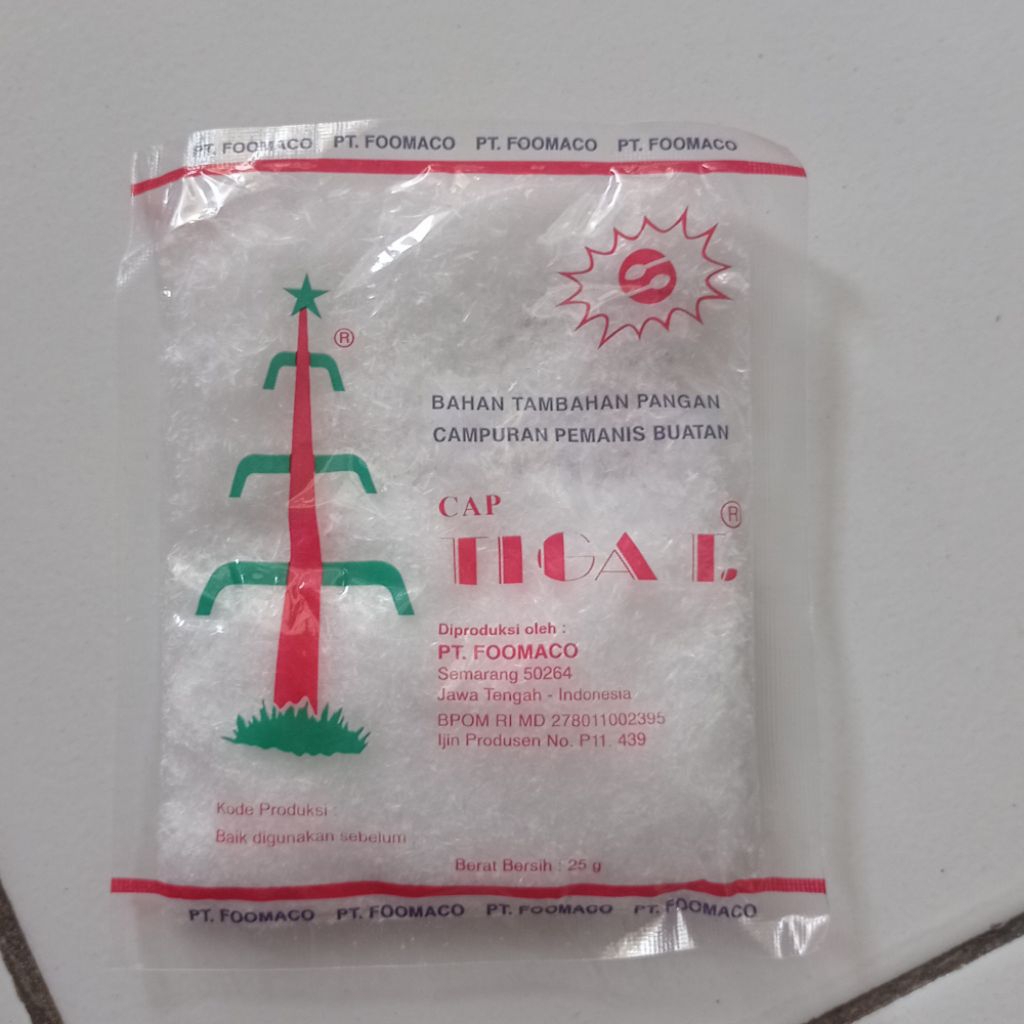 PT. FOOMACO PT. FOOMACO PT. FOOMACO PT. FOOMACO
®
BAHAN TAMBAHAN PANGAN
CAMPURAN PEMANIS BUATAN
CAP
TIGA L ®
Diproduksi oleh :
PT. FOOMACO
Semarang 50264
Jawa Tengah - Indonesia
BPOM RI MD 278011002395
Ijin Produsen No. P11. 439
Kode Produksi :
Baik digunakan sebelum
Berat Bersih : 25 g
PT. FOOMACO PT. FOOMACO PT. FOOMACO PT. FOOMACO